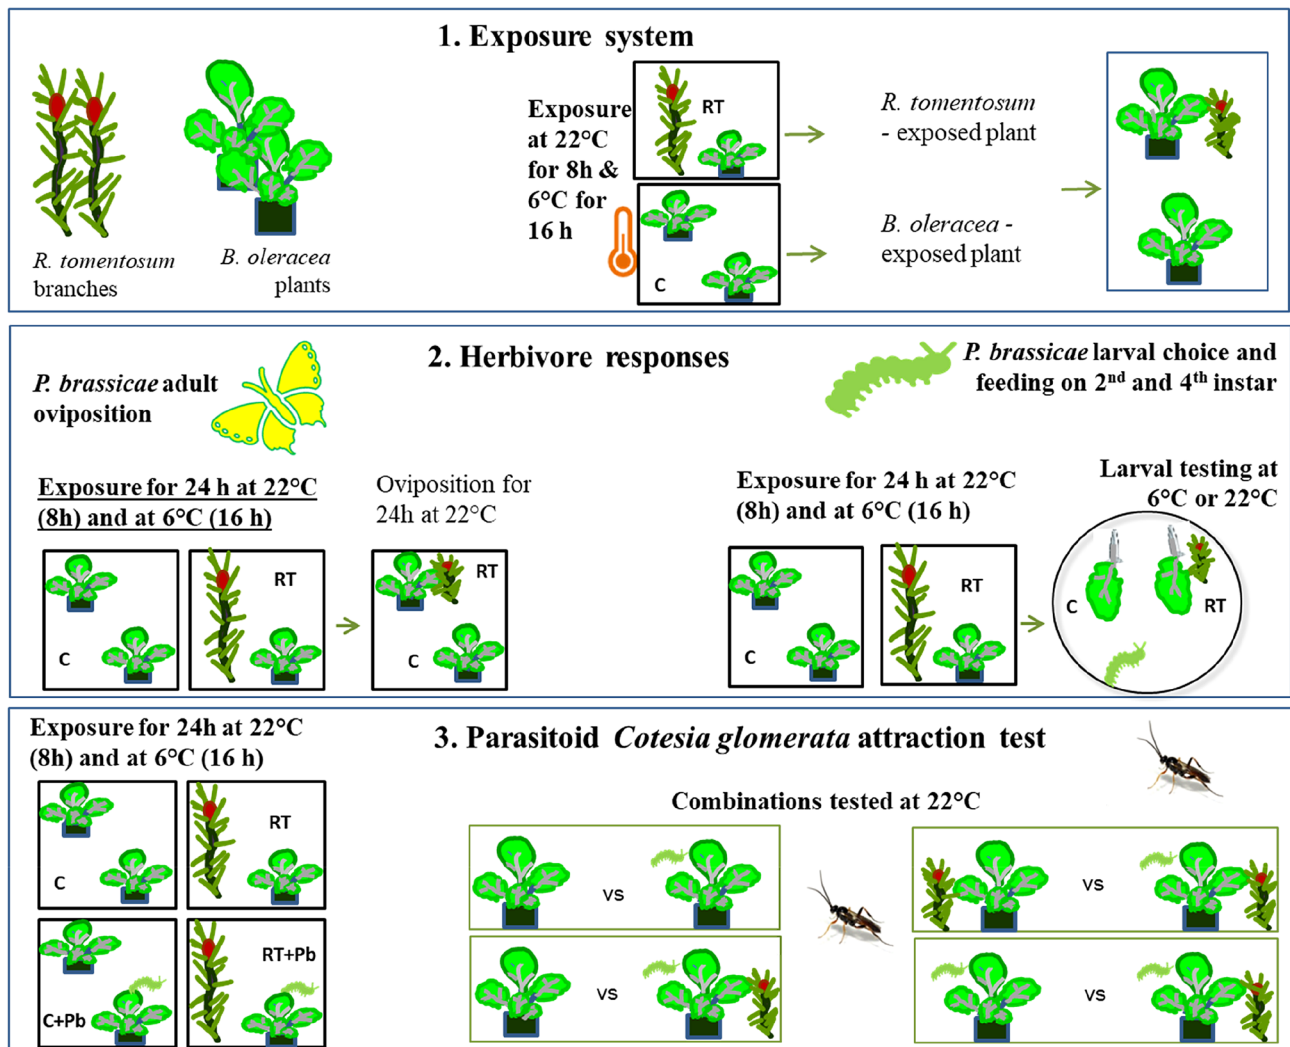 1. Exposure system
Exposure
at 22°C
for 8h &
6°C for
16 h
RT
C
R. tomentosum
- exposed plant
B. oleracea -
exposed plant
R. tomentosum
branches
B. oleracea
plants
2. Herbivore responses
P. brassicae adult
oviposition
P. brassicae larval choice and
feeding on 2nd and 4th instar
Exposure for 24 h at 22°C
(8h) and at 6°C (16 h)
Oviposition for
24h at 22°C
C
RT
RT
C
Exposure for 24 h at 22°C
(8h) and at 6°C (16 h)
Larval testing at
6°C or 22°C
C
RT
C
RT
Exposure for 24h at 22°C
(8h) and at 6°C (16 h)
3. Parasitoid Cotesia glomerata attraction test
Combinations tested at 22°C
C
RT
C+Pb
RT+Pb
vs
vs
vs
vs